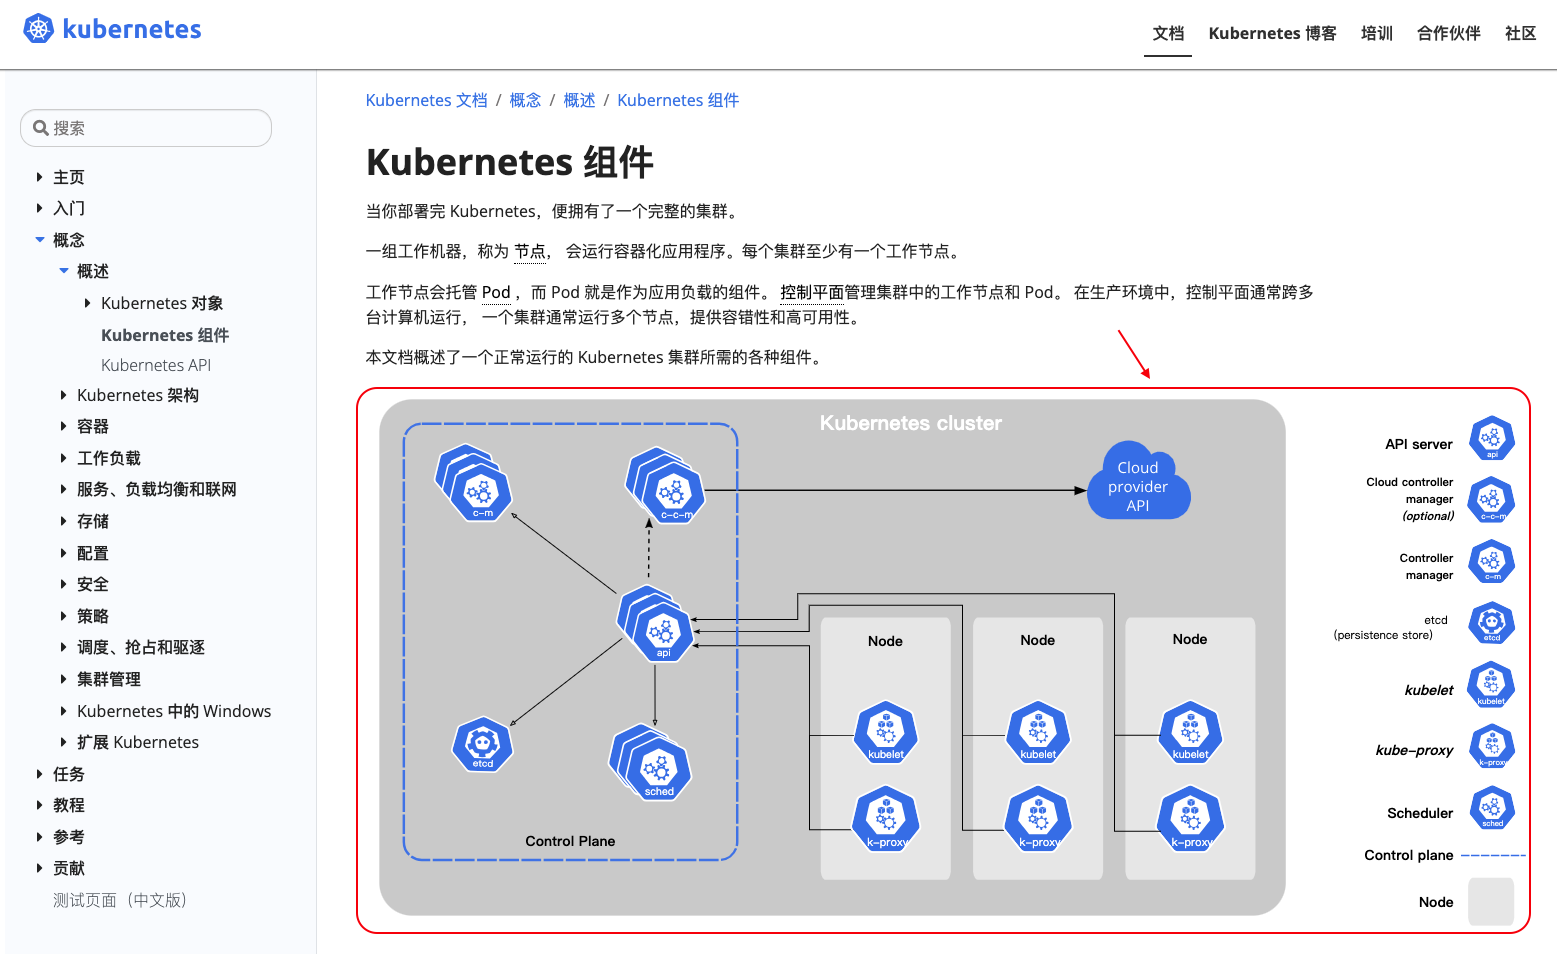 kubernetes
文档
Kubernetes 博客
培训
合作伙伴
社区
搜索
主页
入门
概念
概述
Kubernetes 对象
Kubernetes 组件
Kubernetes API
Kubernetes 架构
容器
工作负载
服务、负载均衡和联网
存储
配置
安全
策略
调度、抢占和驱逐
集群管理
Kubernetes 中的 Windows
扩展 Kubernetes
任务
教程
参考
贡献
测试页面（中文版）
Kubernetes 文档 / 概念 / 概述 / Kubernetes 组件
Kubernetes 组件
当你部署完 Kubernetes，便拥有了一个完整的集群。
一组工作机器，称为 节点， 会运行容器化应用程序。每个集群至少有一个工作节点。
工作节点会托管 Pod ，而 Pod 就是作为应用负载的组件。 控制平面管理集群中的工作节点和 Pod。 在生产环境中，控制平面通常跨多
台计算机运行， 一个集群通常运行多个节点，提供容错性和高可用性。
本文档概述了一个正常运行的 Kubernetes 集群所需的各种组件。
Kubernetes cluster
c-m
c-c-m
Cloud
provider
API
api
etcd
sched
Control Plane
Node
kubelet
k-proxy
Node
kubelet
k-proxy
Node
kubelet
k-proxy
API server
api
Cloud controller
manager
(optional)
c-c-m
Controller
manager
c-m
etcd
(persistence store)
etcd
kubelet
kubelet
kube-proxy
k-proxy
Scheduler
sched
Control plane
Node